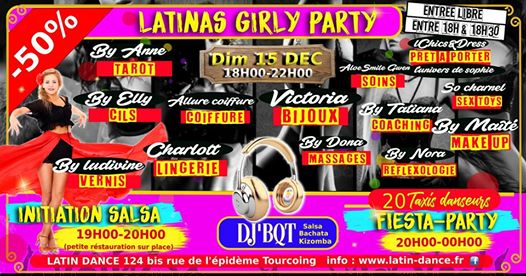 -50%
LATINAS GIRLY PARTY
ENTRÉE LIBRE
ENTRE 18H & 18H30
Dim 15 DEC
18H00-22H00
By Anne
TAROT
By Elly
CILS
By ludivine
VERNIS
Allure coiffure
COIFFURE
Charlott
LINGERIE
Victoria
BIJOUX
By Dona
MASSAGES
Aloe Smile Gwen
SOINS
By Tatiana
COACHING
By Nora
REFLEXOLOGIE
UChics&Dress
PRET A PORTER
l'univers de sophie
So charnel
SEX TOYS
By Maïté
MAKE UP
INITIATION SALSA
19H00-20H00
(petite réstauration sur place)
DJ'BQT
Salsa
Bachata
Kizomba
20 Taxis danseurs
FIESTA-PARTY
20H00-00H00
LATIN DANCE 124 bis rue de l'épidème Tourcoing info : www.latin-dance.fr